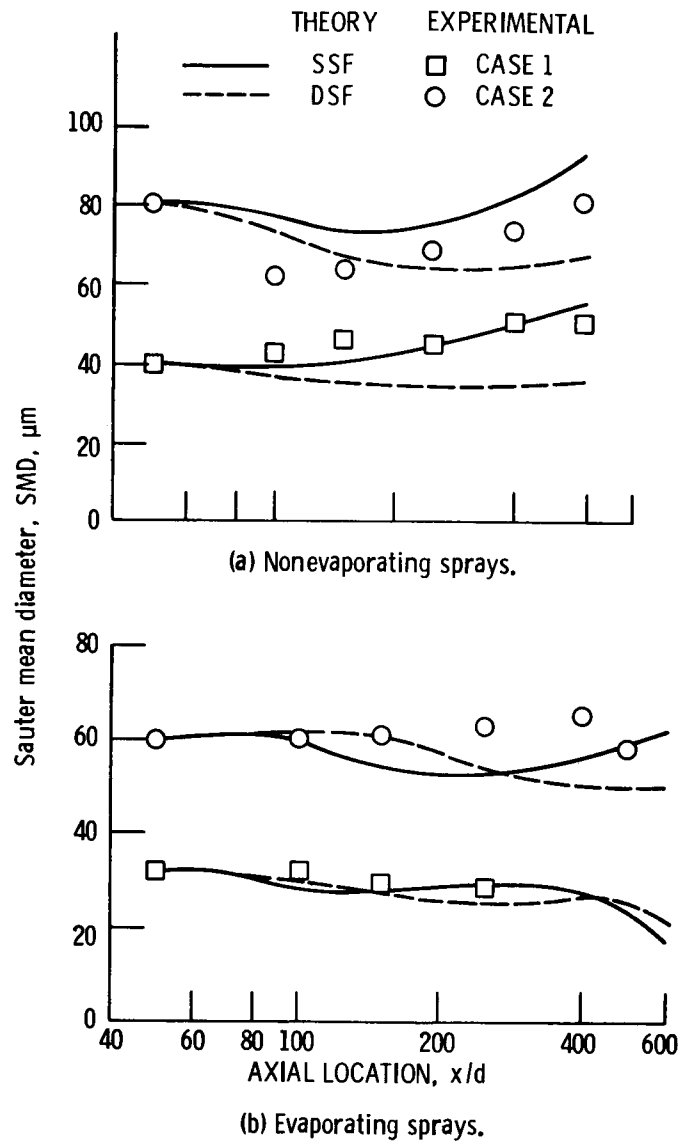 THEORY EXPERIMENTAL
SSF CASE 1
DSF CASE 2
100
80
60
40
20
0
(a) Nonevaporating sprays.
Sauter mean diameter, SMD, μm
80
60
40
20
0
40 60 80 100 200 400 600
AXIAL LOCATION, x/d
(b) Evaporating sprays.